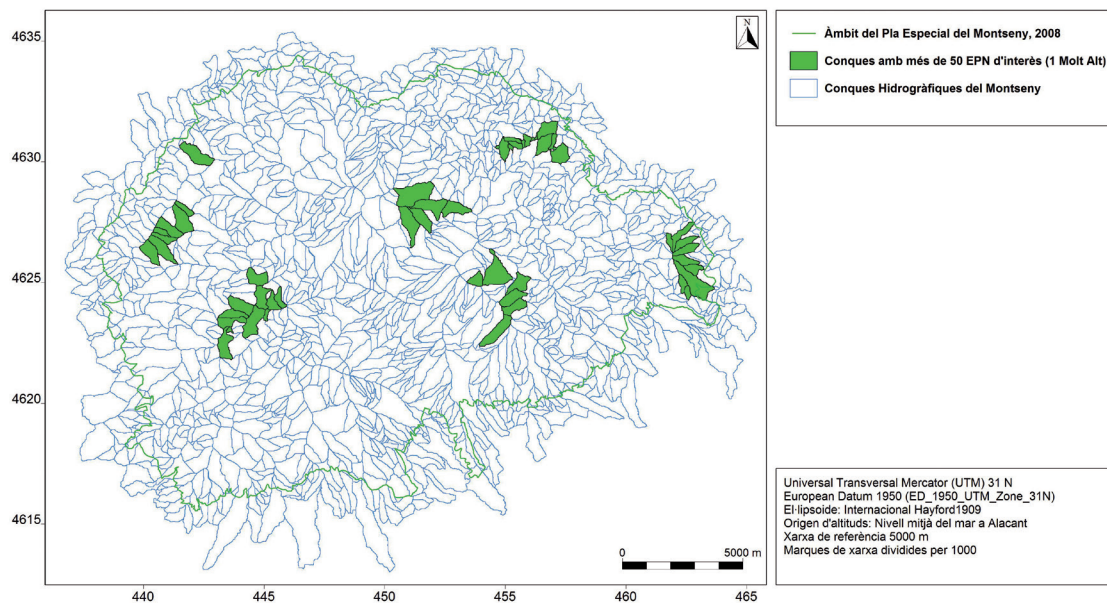 N
4635
4630
4625
4620
4615
440
445
450
455
460
465
0
5000 m
Àmbit del Pla Especial del Montseny, 2008
Conques amb més de 50 EPN d'interès (1 Molt Alt)
Conques Hidrogràfiques del Montseny
Universal Transversal Mercator (UTM) 31 N
European Datum 1950 (ED_1950_UTM_Zone_31N)
El·lipsoide: Internacional Hayford1909
Origen d'altituds: Nivell mitjà del mar a Alacant
Xarxa de referència 5000 m
Marques de xarxa dividides per 1000